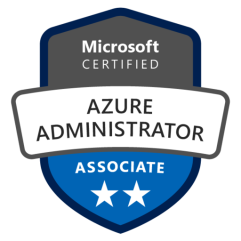 Microsoft
CERTIFIED
AZURE
ADMINISTRATOR
ASSOCIATE